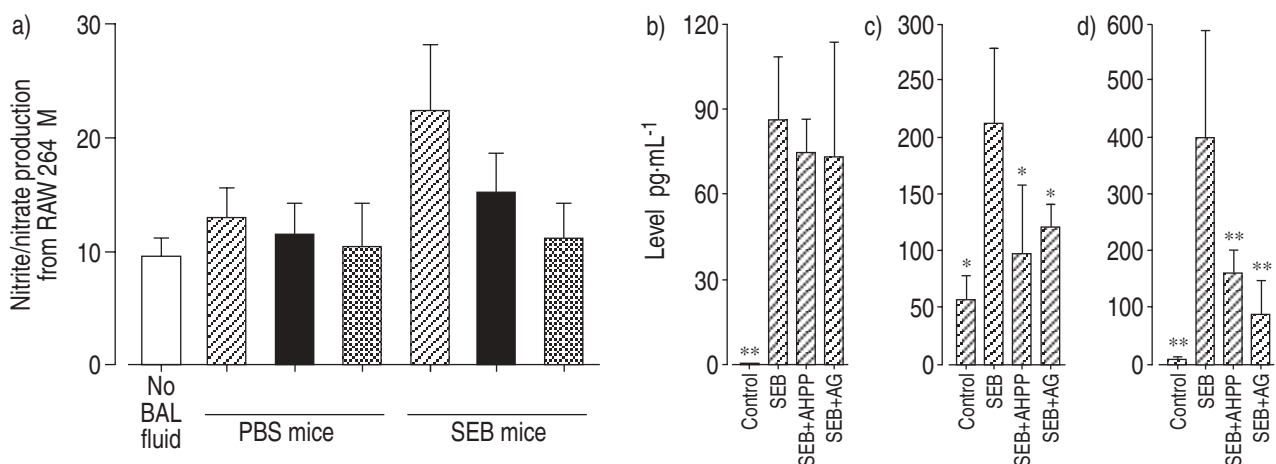 a)
Nitrite/nitrate production
from RAW 264 M
30
20
10
0
No
BAL
fluid
PBS mice
SEB mice
b)
Level pg·mL-1
120
90
60
30
0
**
Control
SEB
SEB+AHPP
SEB+AG
c)
300
250
200
150
100
50
0
*
*
*
Control
SEB
SEB+AHPP
SEB+AG
d)
600
500
400
300
200
100
0
**
**
**
Control
SEB
SEB+AHPP
SEB+AG